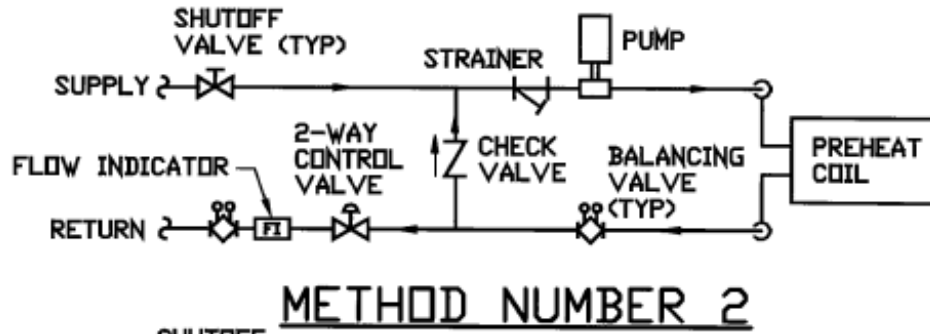 SHUTOFF
VALVE (TYP)
PUMP
STRAINER
SUPPLY
2-WAY
CONTROL
VALVE
CHECK
VALVE
BALANCING
VALVE
(TYP)
PREHEAT
COIL
FLOW INDICATOR
RETURN
FI
METHOD NUMBER 2
SHUTOFF